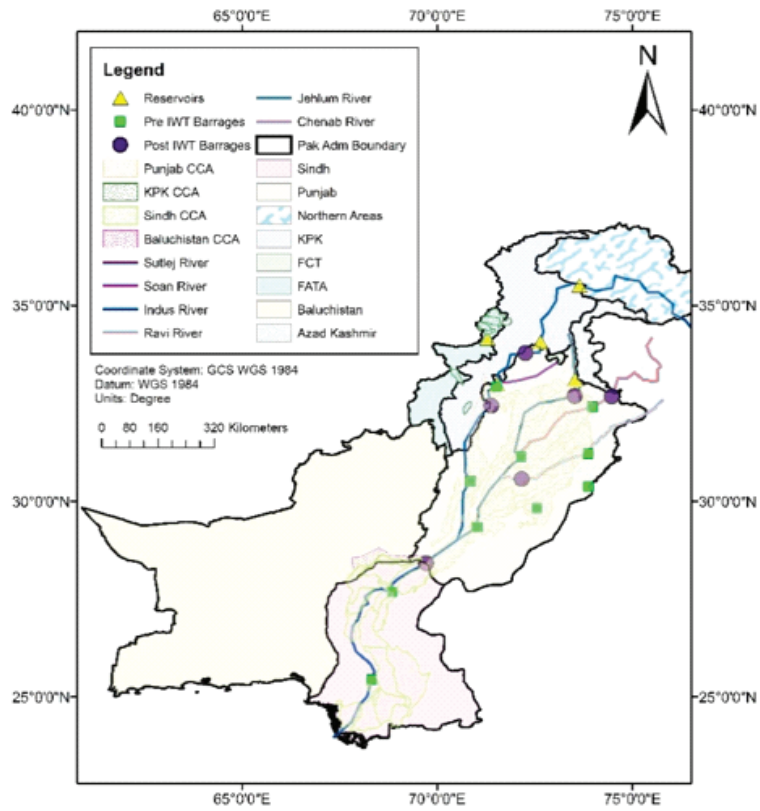 65°0'0"E 70°0'0"E 75°0'0"E
N
40°0'0"N 40°0'0"N
Legend
Reservoirs Jehlum River
Pre IWT Barrages Chenab River
Post IWT Barrages Pak Adm Boundary
Punjab CCA Sindh
KPK CCA Punjab
Sindh CCA Northern Areas
Baluchistan CCA KPK
Sutlej River FCT
Soan River FATA
Indus River Baluchistan
Ravi River Azad Kashmir
35°0'0"N 35°0'0"N
Coordinate System: GCS WGS 1984
Datum: WGS 1984
Units: Degree
0 80 160 320 Kilometers
30°0'0"N 30°0'0"N
25°0'0"N 25°0'0"N
65°0'0"E 70°0'0"E 75°0'0"E